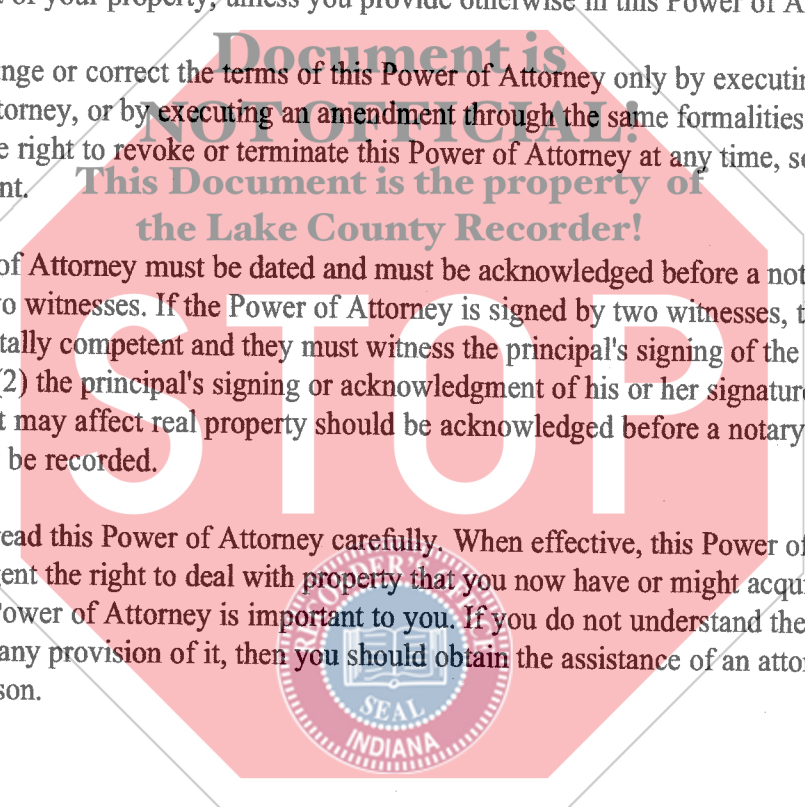 of your property, unless you provide otherwise in this Power of A
Document is
nge or correct the terms of this Power of Attorney only by executin
NOT OFFICIAL!
torney, or by executing an amendment through the same formalities
e right to revoke or terminate this Power of Attorney at any time, so
nt.
This Document is the property of
the Lake County Recorder!
of Attorney must be dated and must be acknowledged before a not
o witnesses. If the Power of Attorney is signed by two witnesses, t
tally competent and they must witness the principal's signing of the
(2) the principal's signing or acknowledgment of his or her signature
t may affect real property should be acknowledged before a notary
be recorded.
STOP
ead this Power of Attorney carefully. When effective, this Power of
ent the right to deal with property that you now have or might acqui
Power of Attorney is important to you. If you do not understand the
any provision of it, then you should obtain the assistance of an attor
son.
RECORDER'S OFFICE
SEAL
INDIANA